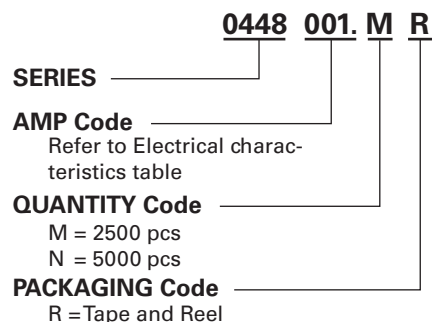 0448 001. M R
SERIES
AMP Code
Refer to Electrical charac-
teristics table
QUANTITY Code
M = 2500 pcs
N = 5000 pcs
PACKAGING Code
R =Tape and Reel